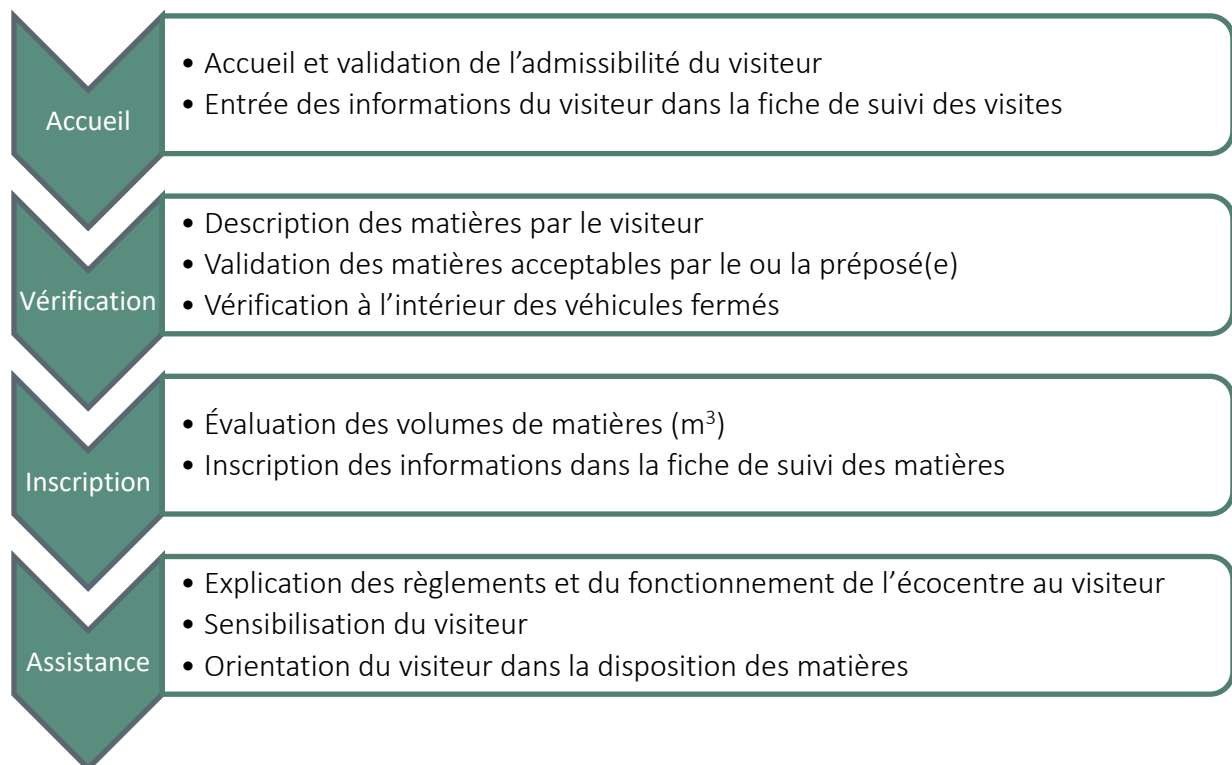 Accueil
• Accueil et validation de l’admissibilité du visiteur
• Entrée des informations du visiteur dans la fiche de suivi des visites
Vérification
• Description des matières par le visiteur
• Validation des matières acceptables par le ou la préposé(e)
• Vérification à l’intérieur des véhicules fermés
Inscription
• Évaluation des volumes de matières (m³)
• Inscription des informations dans la fiche de suivi des matières
Assistance
• Explication des règlements et du fonctionnement de l’écocentre au visiteur
• Sensibilisation du visiteur
• Orientation du visiteur dans la disposition des matières